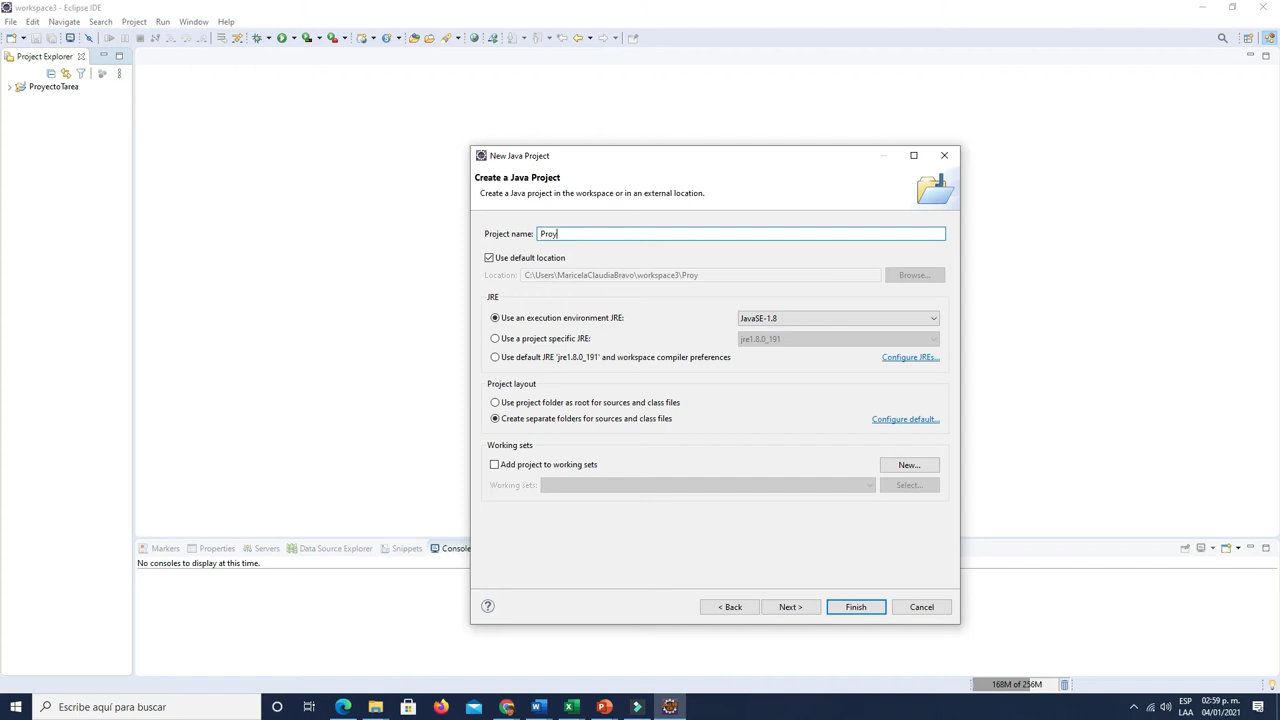 workspace3 - Eclipse IDE
File Edit Navigate Search Project Run Window Help
Project Explorer
ProyectoTarea
New Java Project
Create a Java Project
Create a Java project in the workspace or in an external location.
Project name: Proy
Use default location
Location: C:\Users\MaricelaClaudiaBravo\workspace3\Proy Browse...
JRE
Use an execution environment JRE: JavaSE-1.8
Use a project specific JRE: jre1.8.0_191
Use default JRE 'jre1.8.0_191' and workspace compiler preferences Configure JREs...
Project layout
Use project folder as root for sources and class files
Create separate folders for sources and class files Configure default...
Working sets
Add project to working sets New...
Working sets: Select...
Markers Properties Servers Data Source Explorer Snippets Console
No consoles to display at this time.
< Back Next > Finish Cancel
168M of 256M
Escribe aquí para buscar
ESP 02:59 p. m.
LAA 04/01/2021